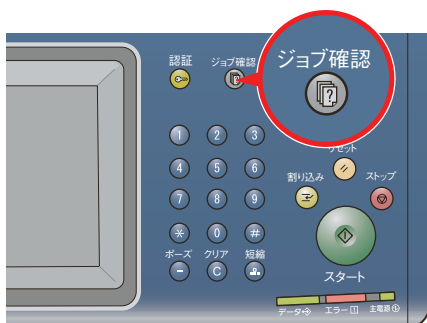 認証
ジョブ確認
ジョブ確認
?
1
2
3
リセット
4
5
6
割り込み
ストップ
7
8
9
*
0
#
ポーズ
クリア
短縮
-
C
スタート
データ
エラー
主電源